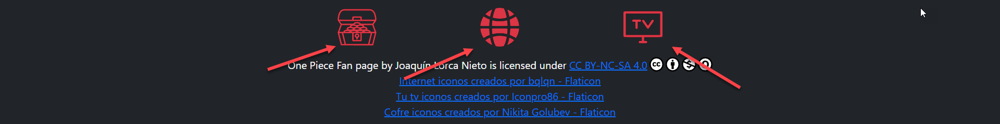 TV
One Piece Fan page by Joaquín Lorca Nieto is licensed under CC BY-NC-SA 4.0
Internet iconos creados por bqlqn - Flaticon
Tu tv iconos creados por Iconpro86 - Flaticon
Cofre iconos creados por Nikita Golubev - Flaticon